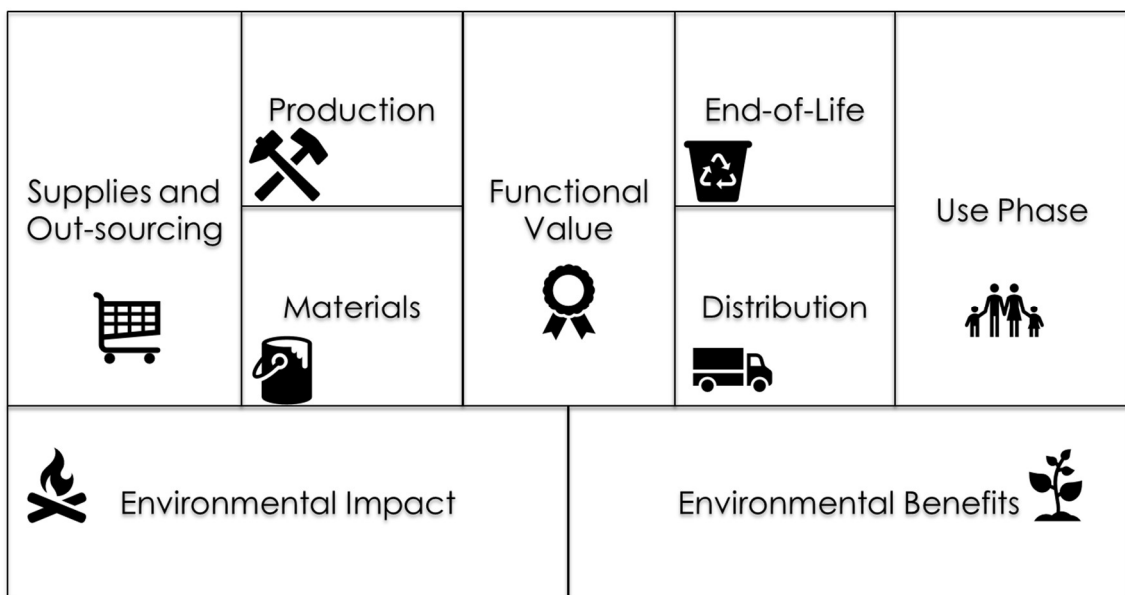 Supplies and
Out-sourcing
Production
Materials
Functional
Value
End-of-Life
Distribution
Use Phase
Environmental Impact
Environmental Benefits